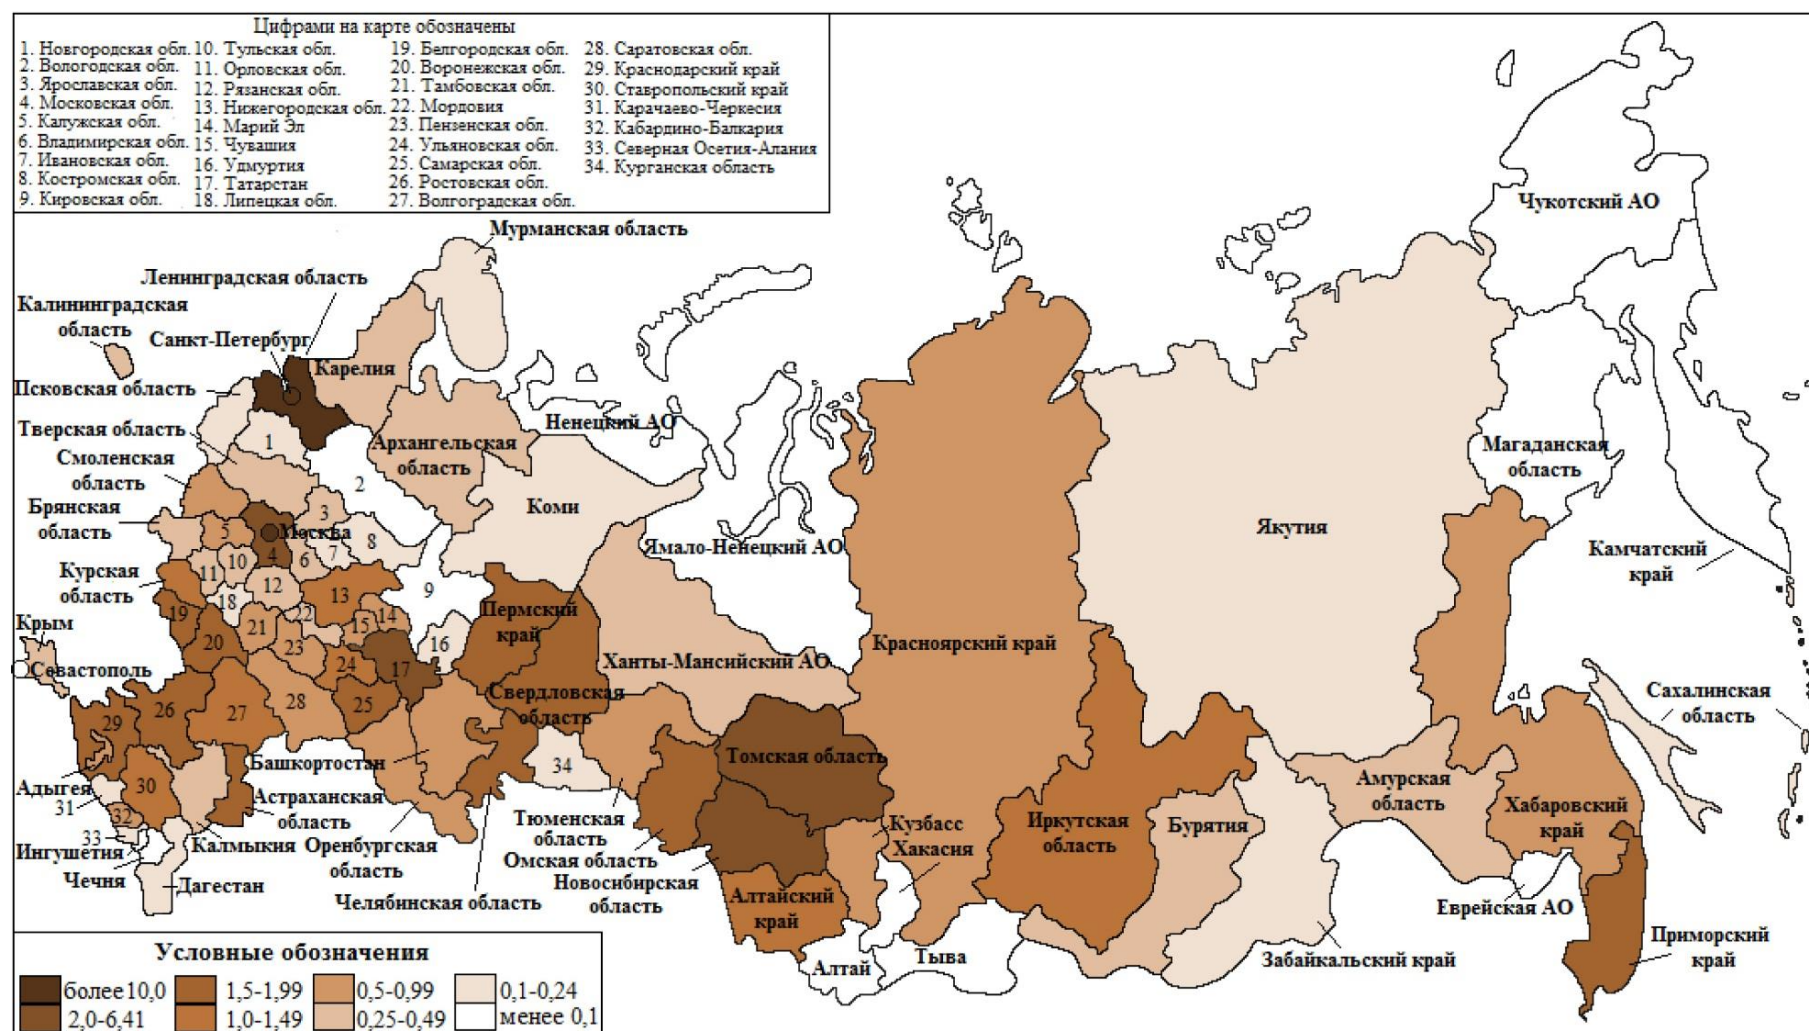 Цифрами на карте обозначены
1. Новгородская обл.
2. Вологодская обл.
3. Ярославская обл.
4. Московская обл.
5. Калужская обл.
6. Владимирская обл.
7. Ивановская обл.
8. Костромская обл.
9. Кировская обл.
10. Тульская обл.
11. Орловская обл.
12. Рязанская обл.
13. Нижегородская обл.
14. Марий Эл
15. Чувашия
16. Удмуртия
17. Татарстан
18. Липецкая обл.
19. Белгородская обл.
20. Воронежская обл.
21. Тамбовская обл.
22. Мордовия
23. Пензенская обл.
24. Ульяновская обл.
25. Самарская обл.
26. Ростовская обл.
27. Волгоградская обл.
28. Саратовская обл.
29. Краснодарский край
30. Ставропольский край
31. Карачаево-Черкесия
32. Кабардино-Балкария
33. Северная Осетия-Алания
34. Курганская область
Чукотский АО
Мурманская область
Ленинградская область
Калининградская
область
Санкт-Петербург
Карелия
Псковская область
Ненецкий АО
Тверская область
1
Архангельская
область
Магаданская
область
Смоленская
область
2
Брянская
область
3
Коми
Якутия
5
Москва
8
Ямало-Ненецкий АО
Камчатский
край
4
6
7
10
11
Курская
область
12
13
9
18
19
22
14
Пермский
край
Крым
20
21
15
16
Красноярский край
23
Севастополь
24
17
Ханты-Мансийский АО
Свердловская
область
Сахалинская
область
29
26
27
28
25
Томская область
Башкортостан
34
Адыгея
30
31
Астраханская
область
Амурская
область
Хабаровский
край
32
33
Тюменская
область
Кузбасс
Хакасия
Иркутская
область
Бурятия
Ингушетия
Калмыкия
Оренбургская
область
Омская область
Чечня
Дагестан
Новосибирская
область
Челябинская область
Алтайский
край
Еврейская АО
Приморский
край
Алтай
Тыва
Забайкальский край
Условные обозначения
более10,0
1,5-1,99
0,5-0,99
0,1-0,24
2,0-6,41
1,0-1,49
0,25-0,49
менее 0,1